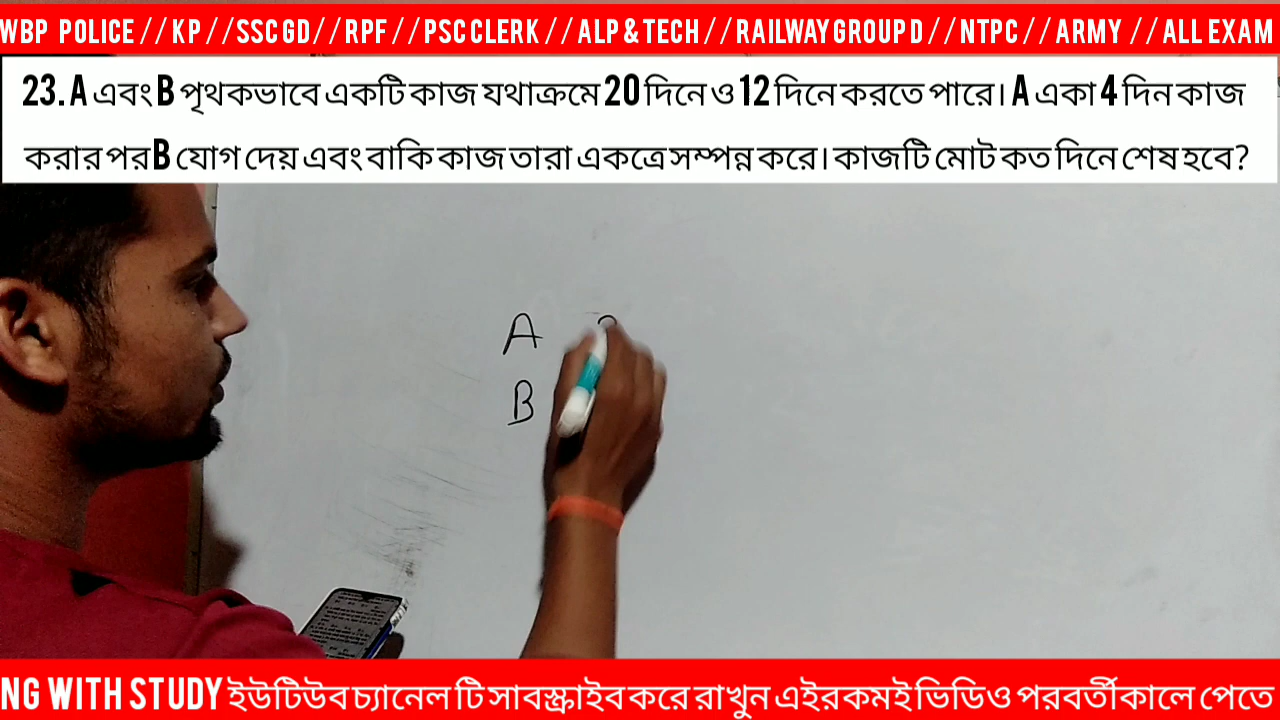 WBP POLICE // KP // SSC GD // RPF // PSC CLERK // ALP & TECH // RAILWAY GROUP D // NTPC // ARMY // ALL EXAM
23. A এবং B পৃথকভাবে একটি কাজ যথাক্রমে 20 দিনে ও 12 দিনে করতে পারে। A একা 4 দিন কাজ
করার পর B যোগ দেয় এবং বাকি কাজ তারা একত্রে সম্পন্ন করে। কাজটি মোট কত দিনে শেষ হবে?
A
B
NG WITH STUDY ইউটিউব চ্যানেল টি সাবস্ক্রাইব করে রাখুন এইরকমই ভিডিও পরবর্তীকালে পেতে